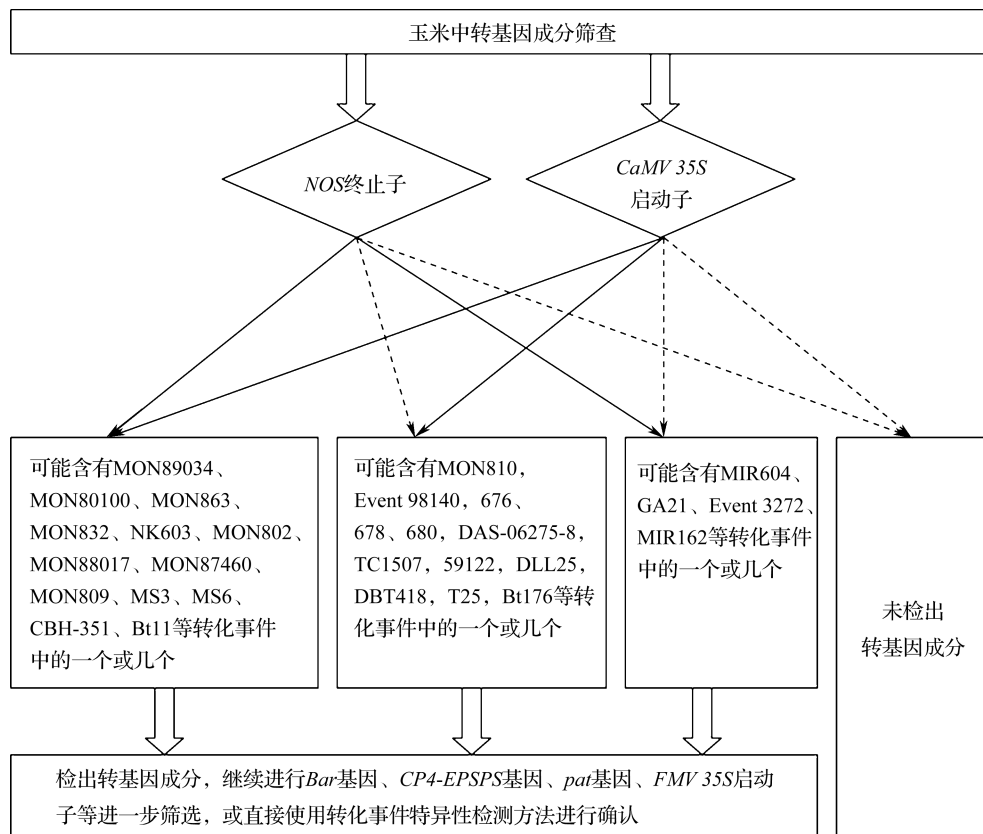 玉米中转基因成分筛查
NOS终止子
CaMV 35S
启动子
可能含有MON89034、
MON80100、MON863、
MON832、NK603、MON802、
MON88017、MON87460、
MON809、MS3、MS6、
CBH-351、Bt11等转化事件
中的一个或几个
可能含有MON810，
Event 98140，676，
678，680，DAS-06275-8，
TC1507，59122，DLL25，
DBT418，T25，Bt176等转
化事件中的一个或几个
可能含有MIR604、
GA21、Event 3272、
MIR162等转化事件
中的一个或几个
未检出
转基因成分
检出转基因成分，继续进行Bar基因、CP4-EPSPS基因、pat基因、FMV 35S启动
子等进一步筛选，或直接使用转化事件特异性检测方法进行确认